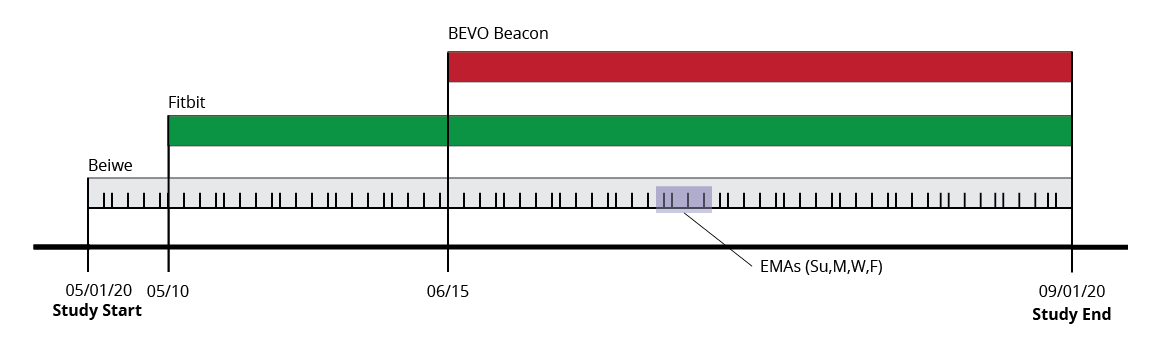 BEVO Beacon
Fitbit
Beiwe
EMAs (Su,M,W,F)
05/01/20
05/10
06/15
09/01/20
Study Start
Study End